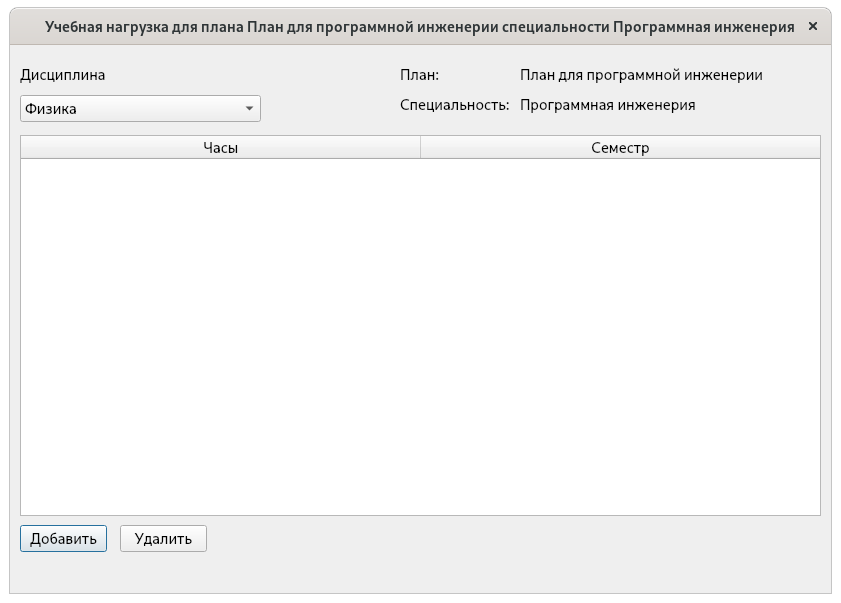 Учебная нагрузка для плана План для программной инженерии специальности Программная инженерия
Дисциплина
План: План для программной инженерии
Физика
Специальность: Программная инженерия
Часы Семестр
Добавить Удалить